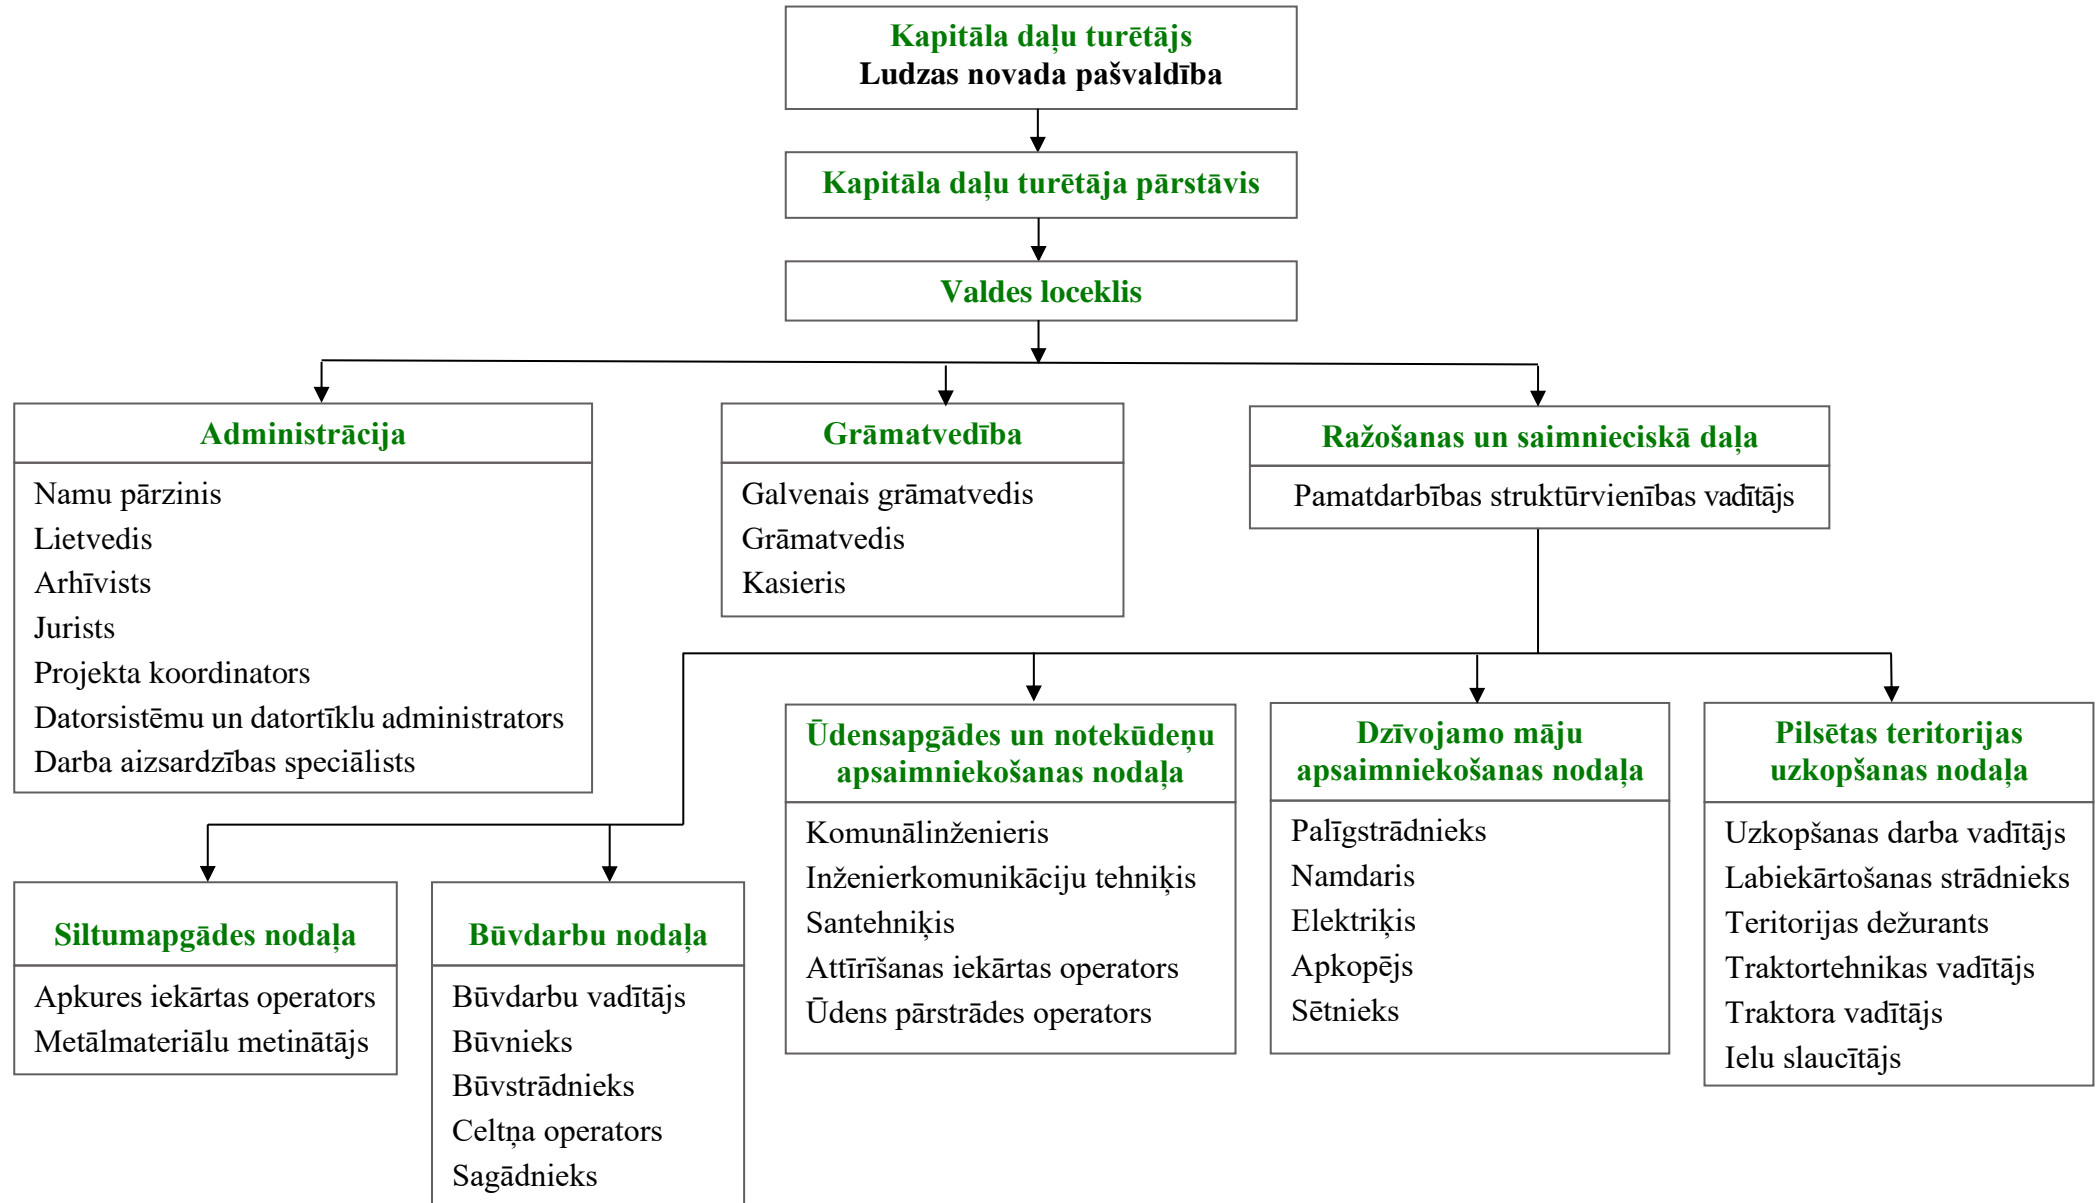 Kapitāla daļu turētājs
Ludzas novada pašvaldība
Kapitāla daļu turētāja pārstāvis
Valdes loceklis
Administrācija
Namu pārzinis
Lietvedis
Arhīvists
Jurists
Projekta koordinators
Datorsistēmu un datortīklu administrators
Darba aizsardzības speciālists
Grāmatvedība
Galvenais grāmatvedis
Grāmatvedis
Kasieris
Ražošanas un saimnieciskā daļa
Pamatdarbības struktūrvienības vadītājs
Siltumapgādes nodaļa
Apkures iekārtas operators
Metālmateriālu metinātājs
Būvdarbu nodaļa
Būvdarbu vadītājs
Būvnieks
Būvstrādnieks
Celtņa operators
Sagādnieks
Ūdensapgādes un notekūdeņu
apsaimniekošanas nodaļa
Komunālinženieris
Inženierkomunikāciju tehniķis
Santehniķis
Attīrīšanas iekārtas operators
Ūdens pārstrādes operators
Dzīvojamo māju
apsaimniekošanas nodaļa
Palīgstrādnieks
Namdaris
Elektriķis
Apkopējs
Sētnieks
Pilsētas teritorijas
uzkopšanas nodaļa
Uzkopšanas darba vadītājs
Labiekārtošanas strādnieks
Teritorijas dežurants
Traktortehnikas vadītājs
Traktora vadītājs
Ielu slaucītājs